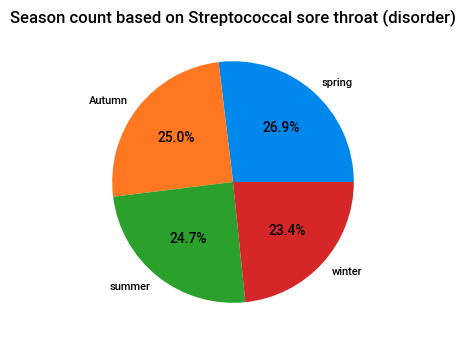 Season count based on Streptococcal sore throat (disorder)
spring
Autumn
26.9%
25.0%
24.7%
23.4%
winter
summer